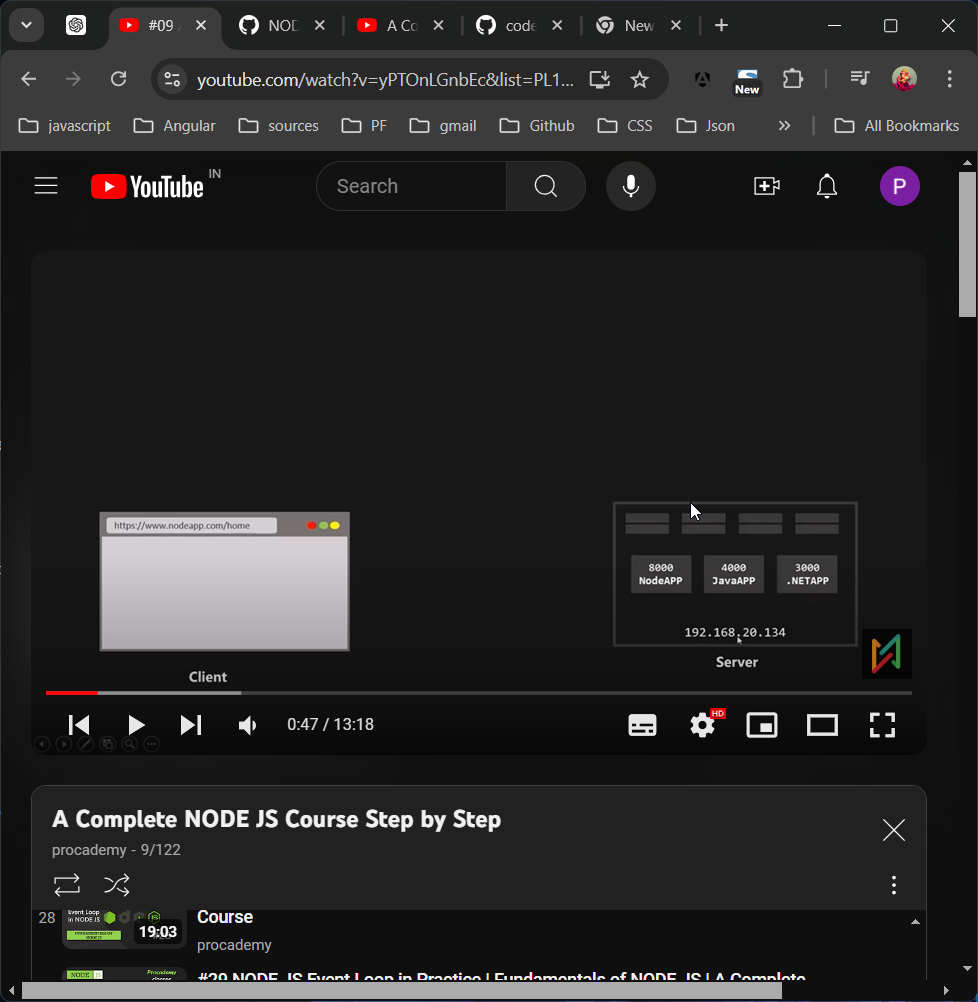 #09
NOD
A Co
code
New
youtube.com/watch?v=yPTOnLGnbEc&list=PL1...
New
javascript
Angular
sources
PF
gmail
Github
CSS
Json
All Bookmarks
YouTube IN
Search
P
https://www.nodeapp.com/home
8000 4000 3000
NodeAPP JavaAPP .NETAPP
192.168.20.134
Client
Server
0:47 / 13:18
HD
A Complete NODE JS Course Step by Step
procademy - 9/122
28
Event Loop
in NODE JS
19:03
Course
procademy
NODE JS
Procademy
#29 NODE JS Event Loop in Practice | Fundamentals of NODE JS | A Complete